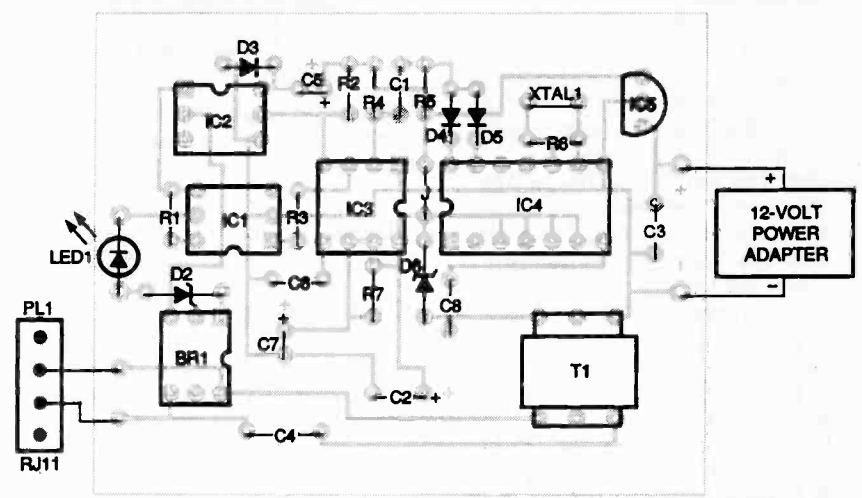 D3
C5
R2
R4
C1
R5
XTAL1
IC5
IC2
D4
D5
R6
+
R1
IC1
R3
IC3
J
IC4
C3
+
12-VOLT
POWER
ADAPTER
−
LED1
D2
C6
D6
R7
C8
PL1
BR1
+
C7
T1
C2
+
C4
RJ11